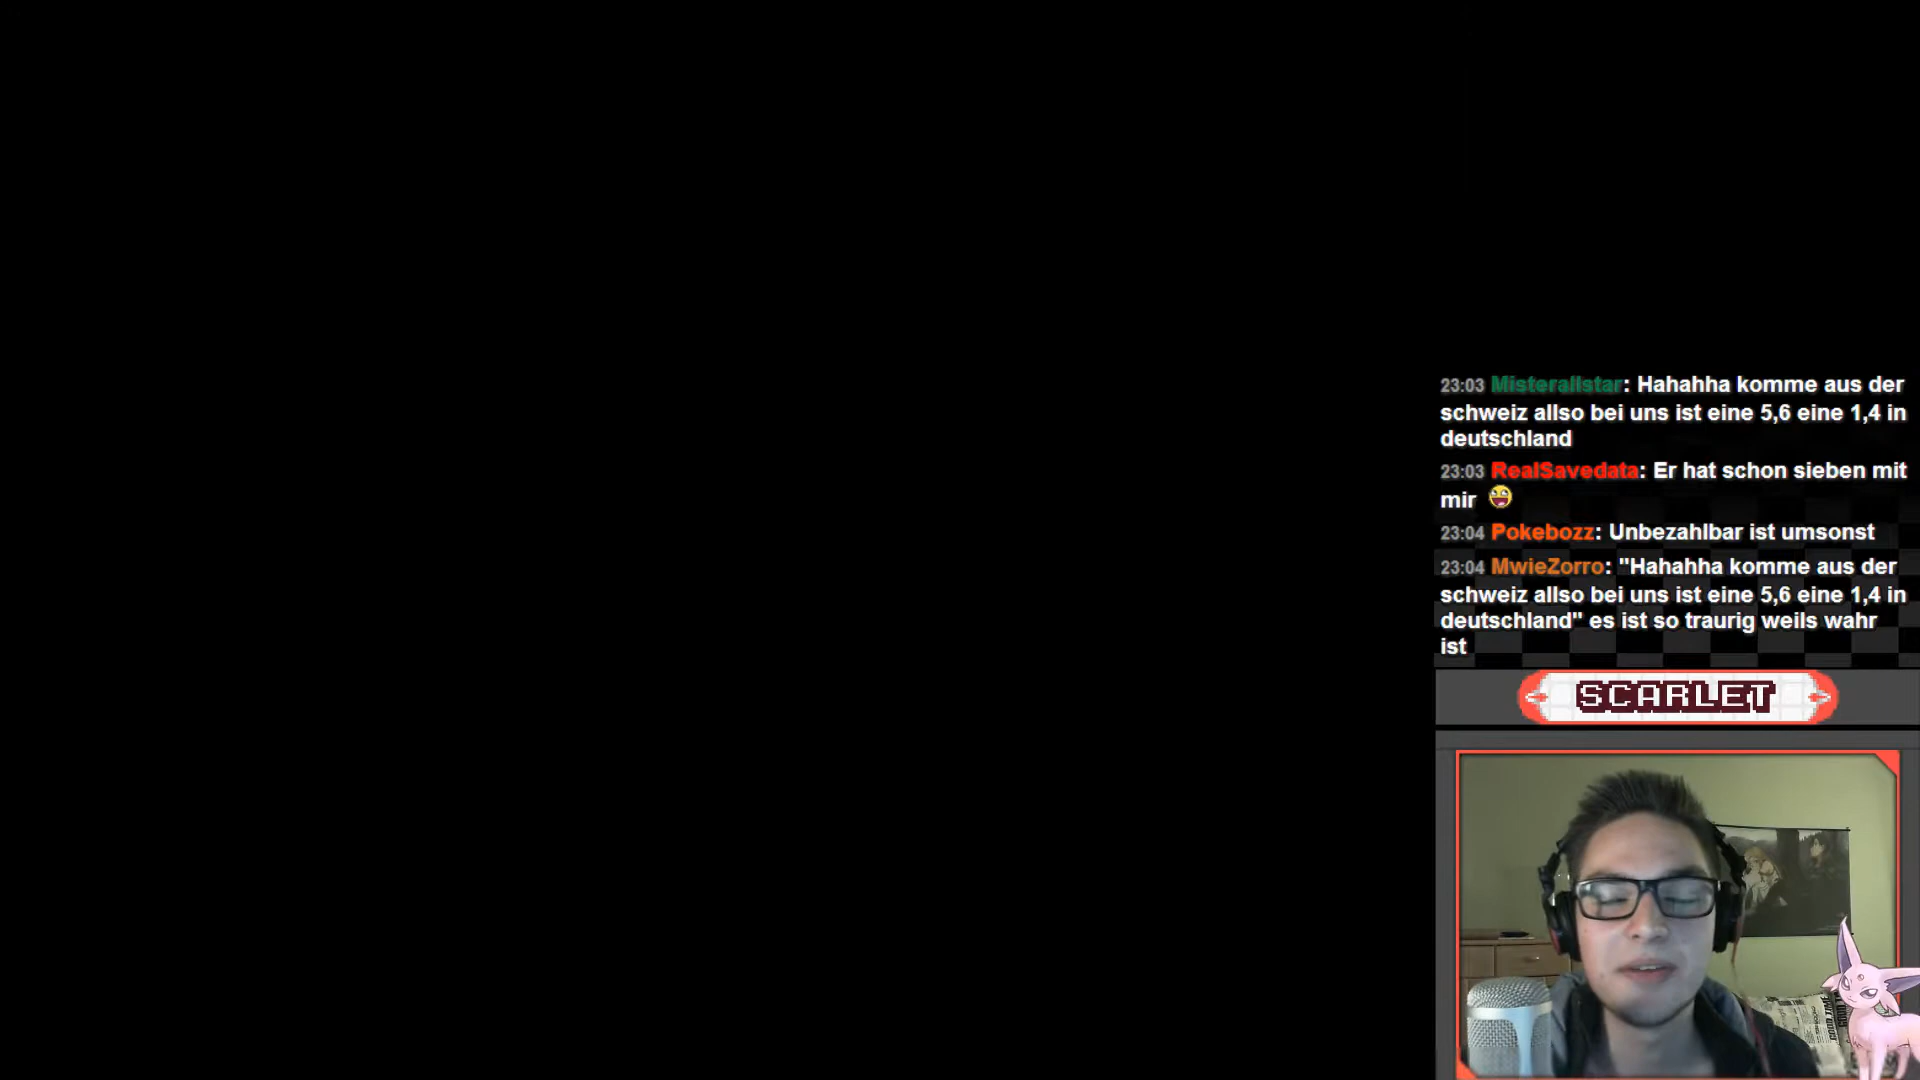 23:03 Misterallstar: Hahahha komme aus der
schweiz allso bei uns ist eine 5,6 eine 1,4 in
deutschland
23:03 RealSavedata: Er hat schon sieben mit
mir
23:04 Pokebozz: Unbezahlbar ist umsonst
23:04 MwieZorro: "Hahahha komme aus der
schweiz allso bei uns ist eine 5,6 eine 1,4 in
deutschland" es ist so traurig weils wahr
ist
SCARLET